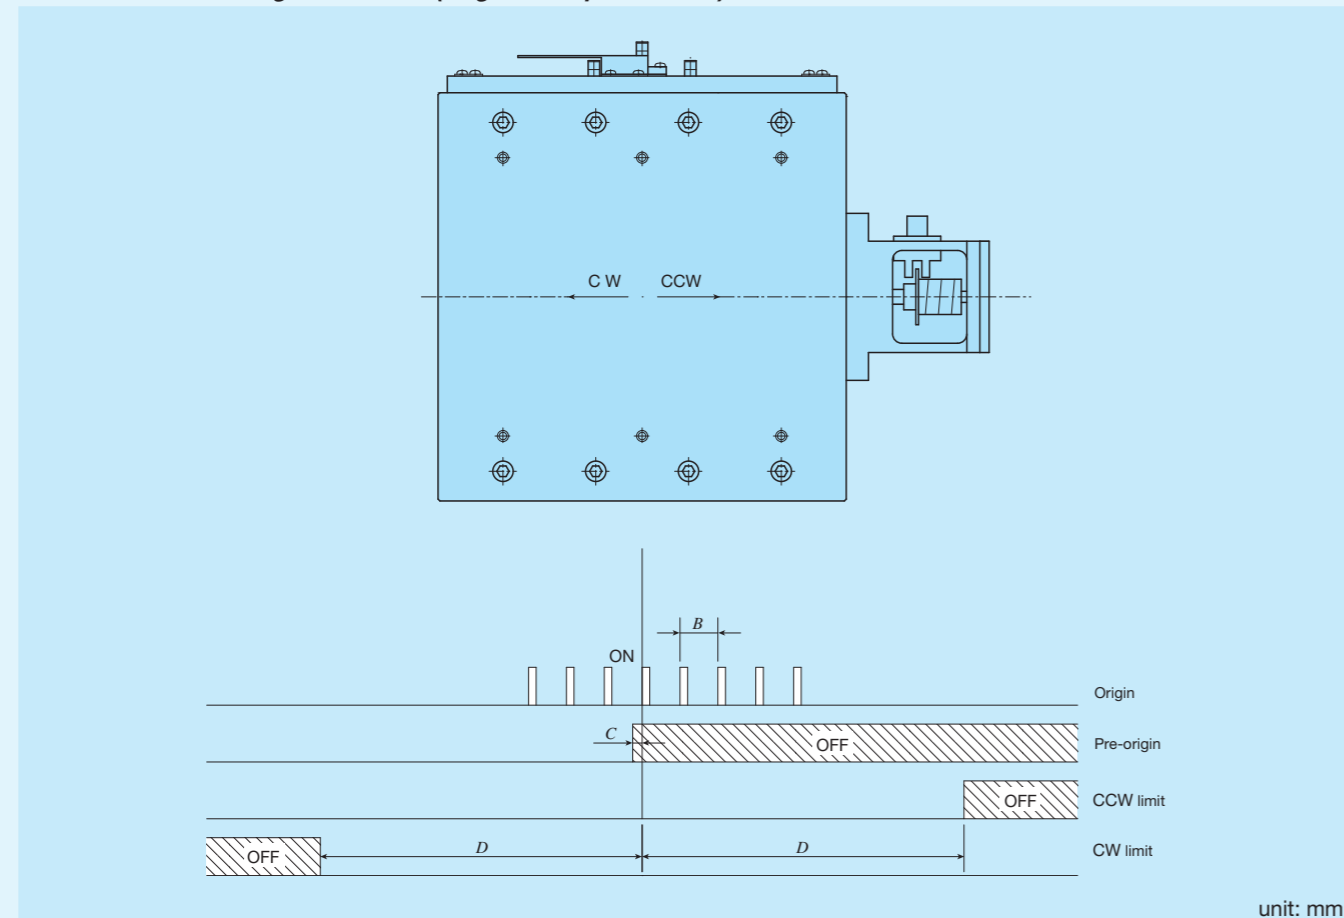 C W
CCW
B
ON
Origin
C
OFF
Pre-origin
OFF
CCW limit
OFF
D
D
CW limit
unit: mm